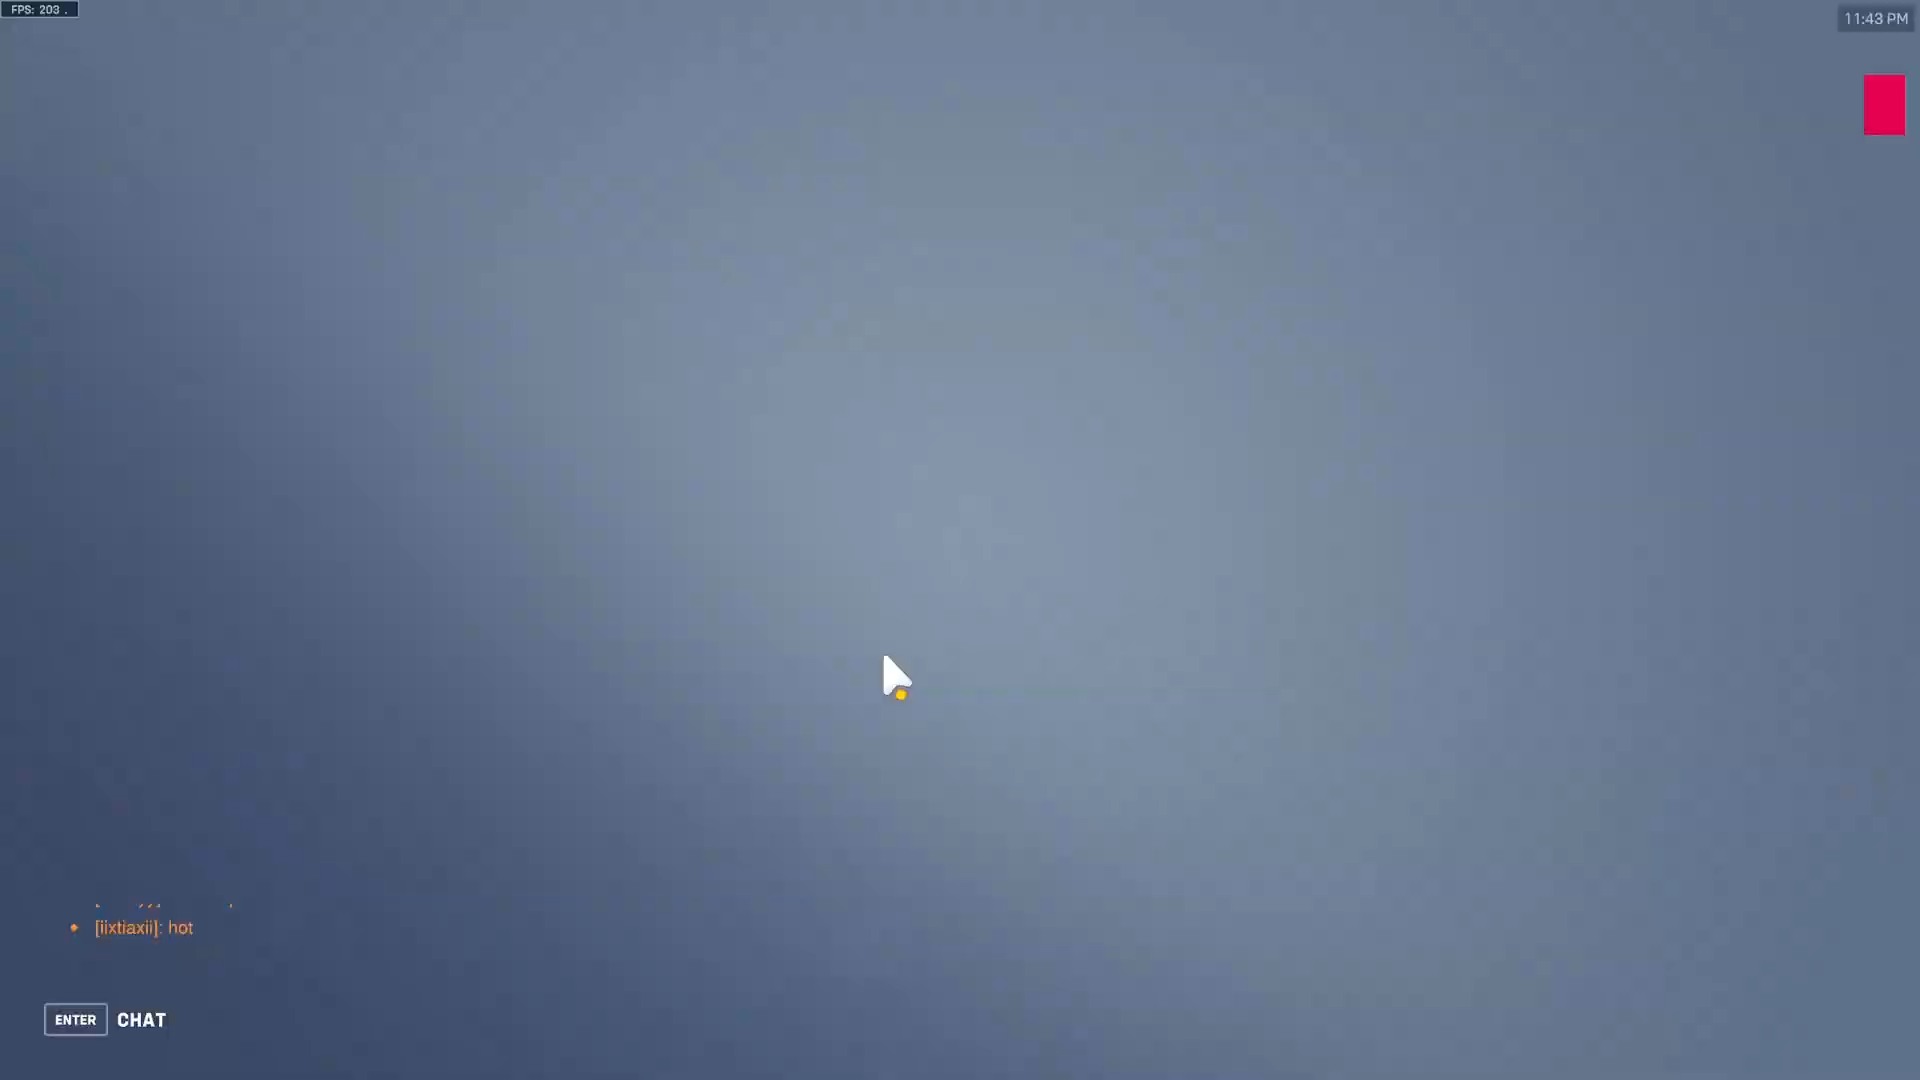 FPS: 203 .
11:43 PM
[iixtiaxii]: hot
ENTER CHAT